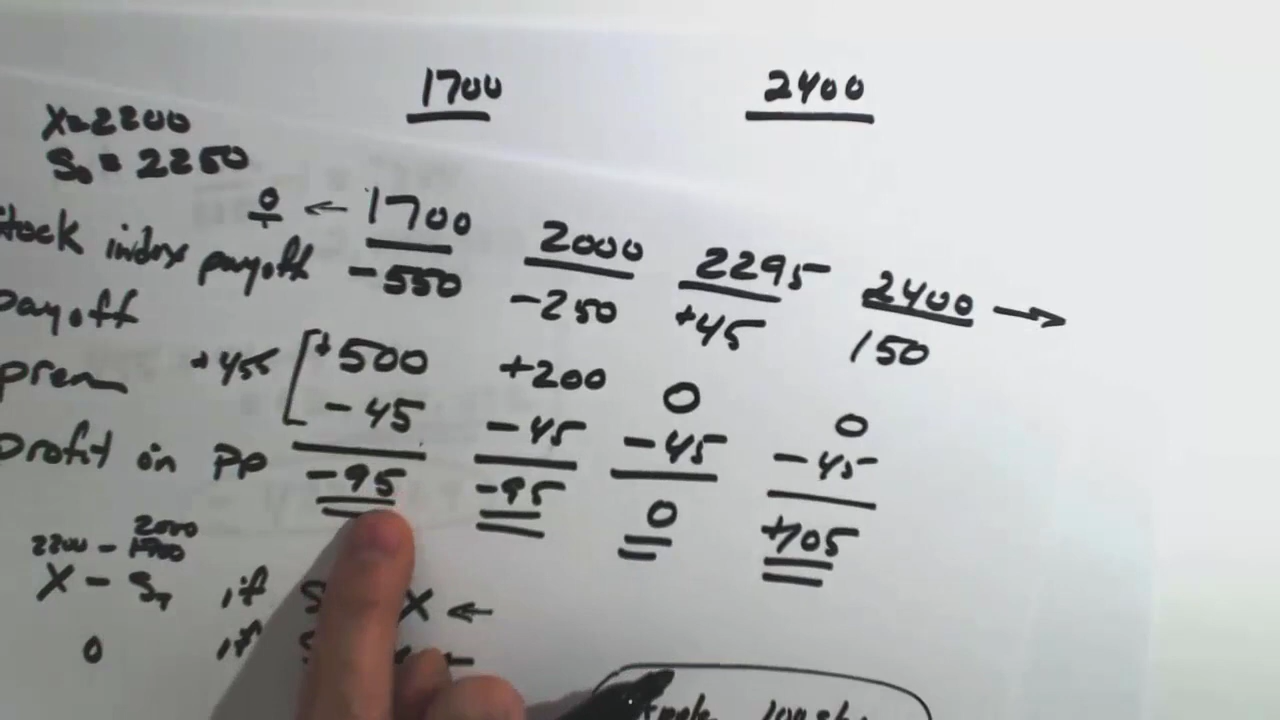 1700 2400
X=2200
S₀ = 2250
0 ← 1700 2000 2295 2400 →
index payoff -550 -250 +45 150
payoff
prem +455 +500 +200 0 0
-45 -45 -45 -45
profit on PP -95 -95 0 +105
2000
2200 - 1700
X - Sₜ if S X ←
0 if S ←